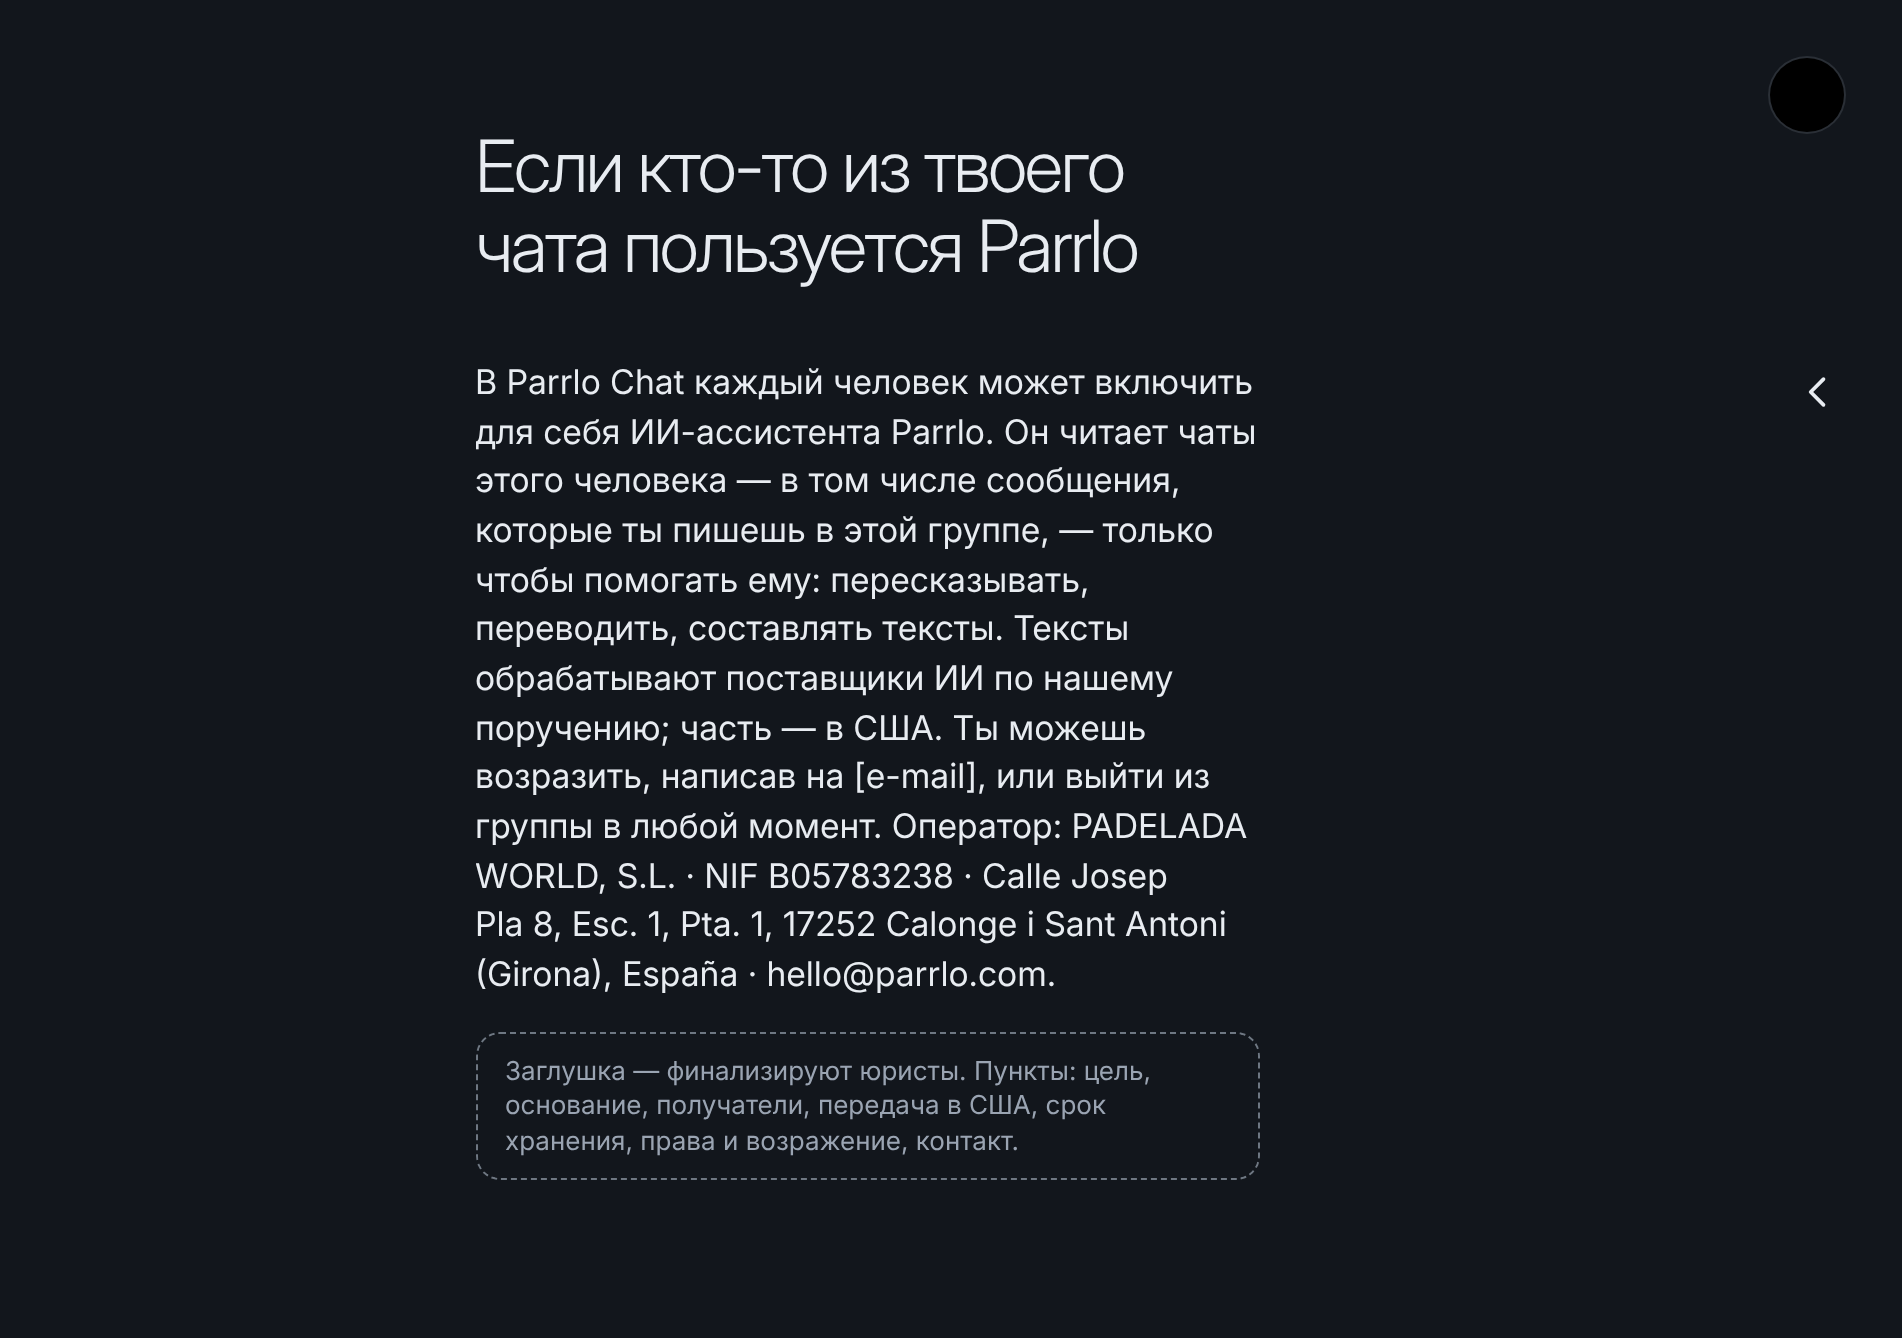 Если кто-то из твоего
чата пользуется Parrlo
В Parrlo Chat каждый человек может включить
для себя ИИ-ассистента Parrlo. Он читает чаты
этого человека — в том числе сообщения,
которые ты пишешь в этой группе, — только
чтобы помогать ему: пересказывать,
переводить, составлять тексты. Тексты
обрабатывают поставщики ИИ по нашему
поручению; часть — в США. Ты можешь
возразить, написав на [e-mail], или выйти из
группы в любой момент. Оператор: PADELADA
WORLD, S.L. · NIF B05783238 · Calle Josep
Pla 8, Esc. 1, Pta. 1, 17252 Calonge i Sant Antoni
(Girona), España · hello@parrlo.com.
Заглушка — финализируют юристы. Пункты: цель,
основание, получатели, передача в США, срок
хранения, права и возражение, контакт.